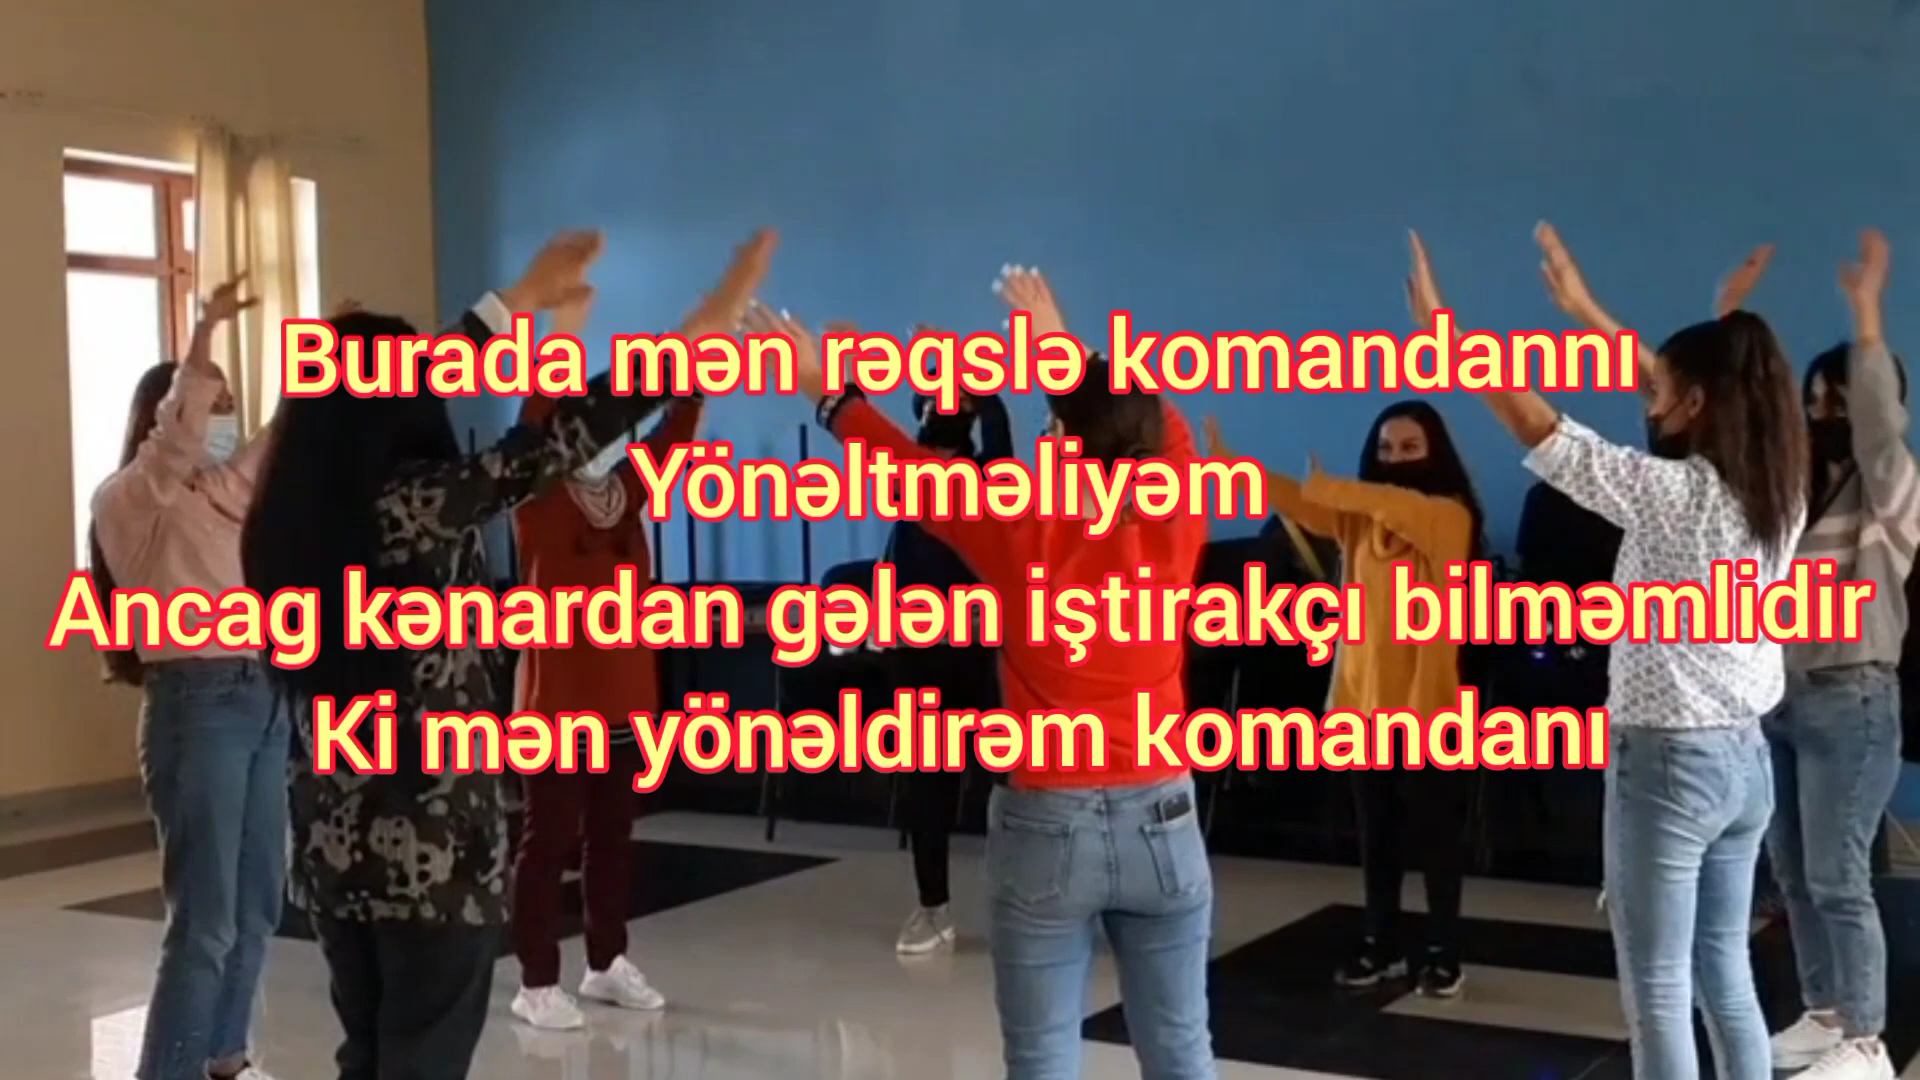 Burada mən rəqslə komandannı
Yönəltməliyəm
Ancag kənardan gələn iştirakçı bilməmlidir
Ki mən yönəldirəm komandanı